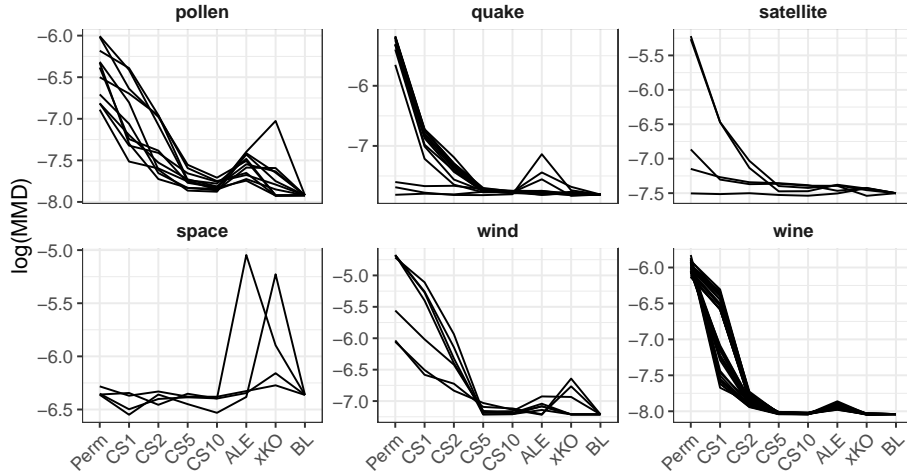 pollen
quake
satellite
−6.0
−6.5
−7.0
−7.5
−8.0
−6
−7
−5.5
−6.0
−6.5
−7.0
−7.5
log(MMD)
space
wind
wine
−5.0
−5.5
−6.0
−6.5
−5.0
−5.5
−6.0
−6.5
−7.0
−6.0
−6.5
−7.0
−7.5
−8.0
Perm CS1 CS2 CS5 CS10 ALE xKO BL
Perm CS1 CS2 CS5 CS10 ALE xKO BL
Perm CS1 CS2 CS5 CS10 ALE xKO BL